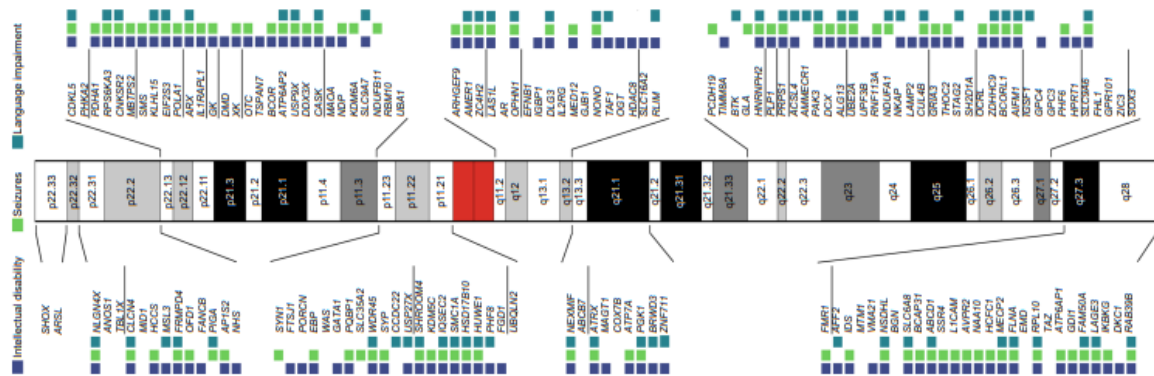 Language impairment
Seizures
Intellectual disability
CDKL5
PHKA2
PDHA1
RPS6KA3
CNKSR2
MBTPS2
SMS
KLHL15
EIF2S3
POLA1
ARX
IL1RAPL1
GK
DMD
XK
OTC
TSPAN7
BCOR
ATP6AP2
USP9X
DDX3X
CASK
MAOA
NDP
KDM6A
SLC9A7
NDUFB11
RBM10
UBA1
ARHGEF9
AMER1
ZC4H2
LAS1L
AR
OPHN1
EFNB1
IGBP1
DLG3
IL2RG
MED12
GJB1
NONO
TAF1
OGT
HDAC8
SLC16A2
RLIM
PCDH19
TIMM8A
BTK
GLA
HNRNPH2
PLP1
PRPS1
ACSL4
AMMECR1
PAK3
DCX
ALG13
UBE2A
UPF3B
RNF113A
NDUFA1
XIAP
LAMP2
CUL4B
GRIA3
THOC2
STAG2
SH2D1A
OCRL
ZDHHC9
BCORL1
AIFM1
IGSF1
GPC4
GPC3
PHF6
HPRT1
SLC9A6
FHL1
GPR101
ZIC3
SOX3
p22.33
p22.32
p22.31
p22.2
p22.13
p22.12
p22.11
p21.3
p21.2
p21.1
p11.4
p11.3
p11.23
p11.22
p11.21
q11.2
q12
q13.1
q13.2
q13.3
q21.1
q21.2
q21.31
q21.32
q21.33
q22.1
q22.2
q22.3
q23
q24
q25
q26.1
q26.2
q26.3
q27.1
q27.2
q27.3
q28
SHOX
ARSL
NLGN4X
ANOS1
TBL1X
CLCN4
MID1
HCCS
MSL3
FRMPD4
OFD1
FANCB
PIGA
AP1S2
NHS
SYN1
FTSJ1
PORCN
EBP
WAS
GATA1
PQBP1
SLC35A2
WDR45
SYP
CCDC22
USP27X
SHROOM4
KDM5C
IQSEC2
SMC1A
HSD17B10
HUWE1
PHF8
FGD1
UBQLN2
NEXMIF
ABCB7
ATRX
MAGT1
COX7B
ATP7A
PGK1
BRWD3
ZNF711
FMR1
AFF2
IDS
MTM1
VMA21
NSDHL
BGN
SLC6A8
BCAP31
ABCD1
SSR4
L1CAM
AVPR2
NAA10
HCFC1
MECP2
FLNA
EMD
RPL10
TAZ
ATP6AP1
GDI1
FAM50A
LAGE3
IKBKG
DKC1
RAB39B